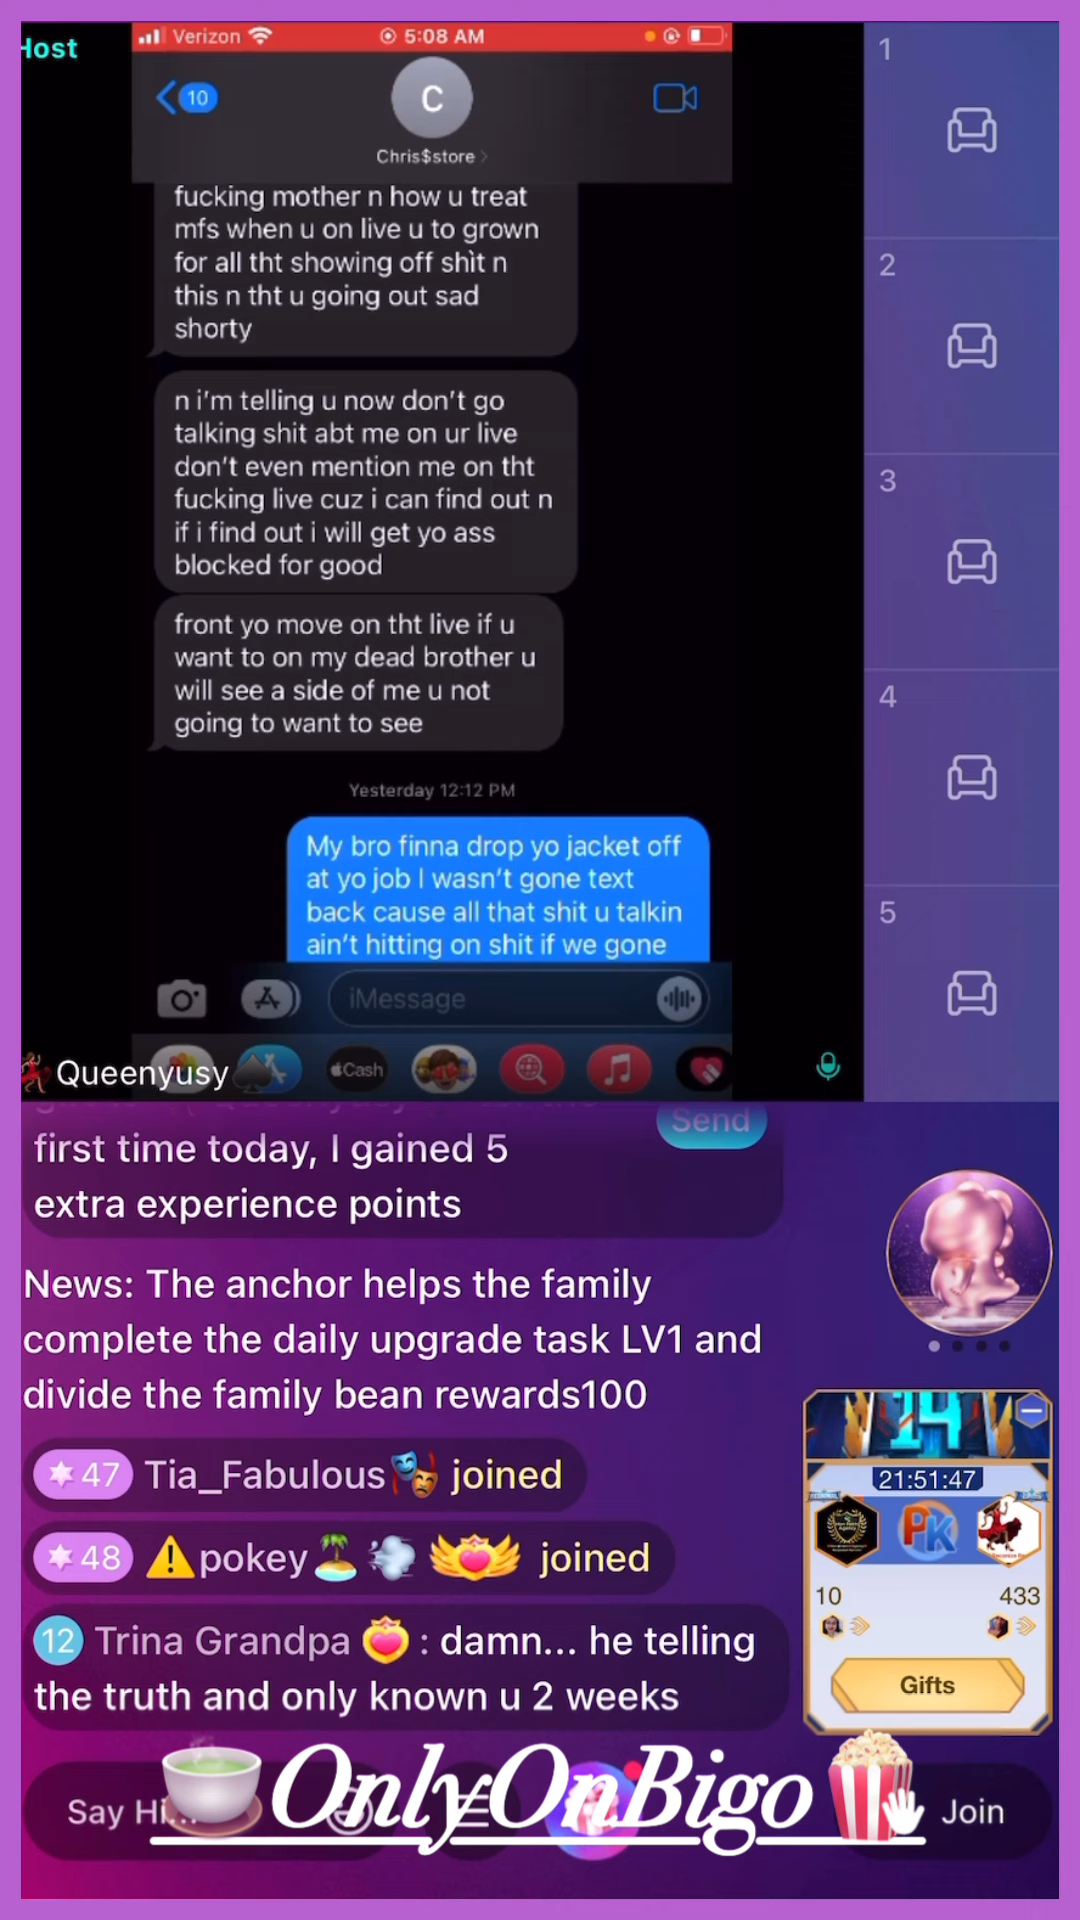 Host
Verizon
5:08 AM
10
C
Chris$store
fucking mother n how u treat
mfs when u on live u to grown
for all tht showing off shit n
this n tht u going out sad
shorty
n i'm telling u now don't go
talking shit abt me on ur live
don't even mention me on tht
fucking live cuz i can find out n
if i find out i will get yo ass
blocked for good
front yo move on tht live if u
want to on my dead brother u
will see a side of me u not
going to want to see
Yesterday 12:12 PM
My bro finna drop yo jacket off
at yo job I wasn't gone text
back cause all that shit u talkin
ain't hitting on shit if we gone
iMessage
Cash
Queenyusy
1
2
3
4
5
Send
first time today, I gained 5
extra experience points
News: The anchor helps the family
complete the daily upgrade task LV1 and
divide the family bean rewards100
47 Tia_Fabulous joined
48 pokey joined
12 Trina Grandpa : damn... he telling
the truth and only known u 2 weeks
14
21:51:47
PK
10
433
Gifts
Say Hi...
OnlyOnBigo
Join